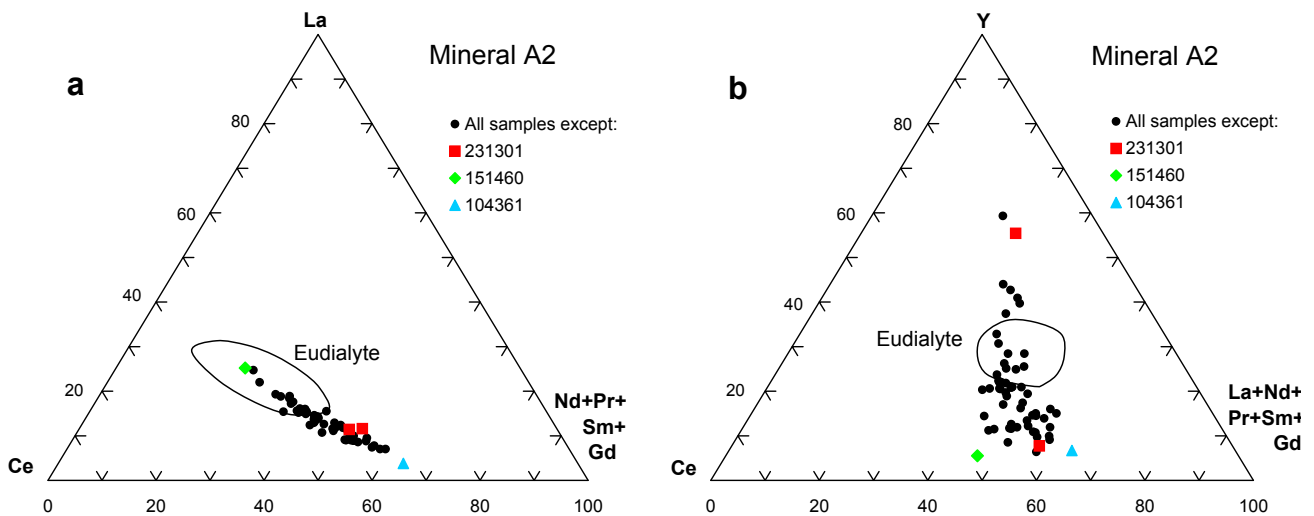 La
Mineral A2
a
All samples except:
231301
151460
104361
80
60
40
20
Eudialyte
Nd+Pr+
Sm+
Gd
Ce
0
20
40
60
80
100
Y
Mineral A2
b
All samples except:
231301
151460
104361
80
60
40
20
Eudialyte
La+Nd+
Pr+Sm+
Gd
Ce
0
20
40
60
80
100